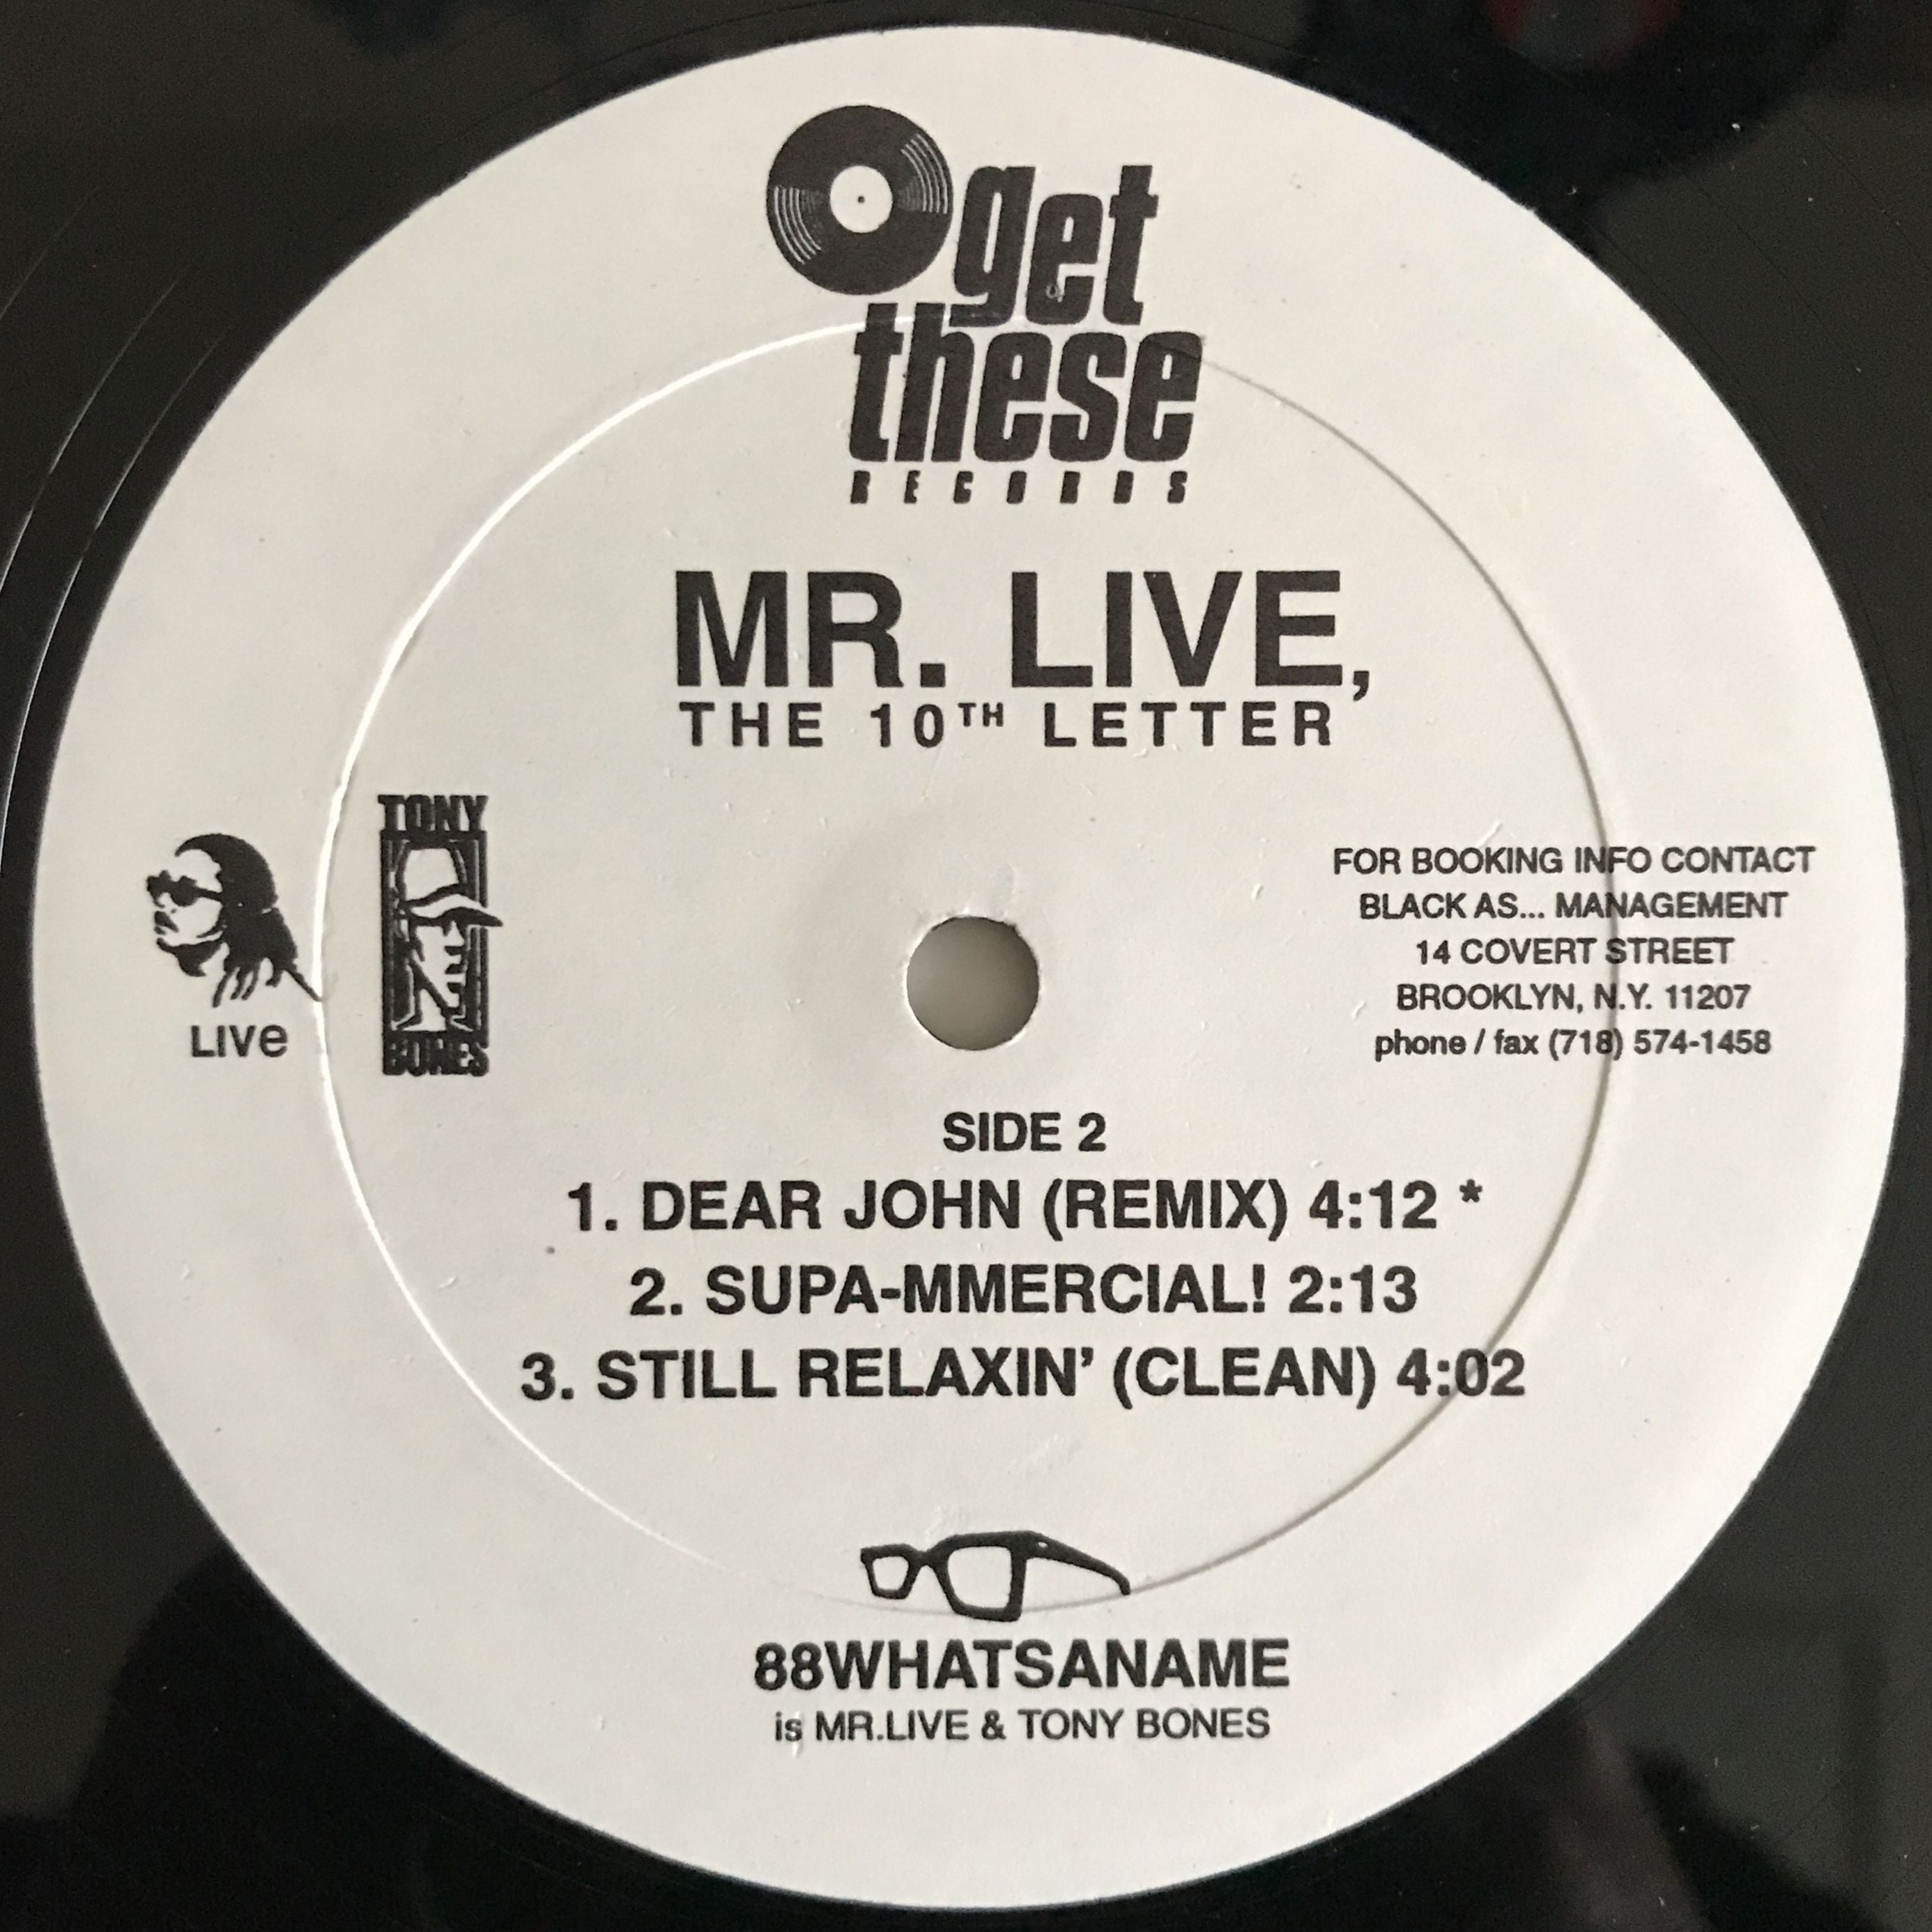 get
these
RECORDS
MR. LIVE,
THE 10TH LETTER
TONY
BONES
LIVe
FOR BOOKING INFO CONTACT
BLACK AS... MANAGEMENT
14 COVERT STREET
BROOKLYN, N.Y. 11207
phone / fax (718) 574-1458
SIDE 2
1. DEAR JOHN (REMIX) 4:12 *
2. SUPA-MMERCIAL! 2:13
3. STILL RELAXIN’ (CLEAN) 4:02
88WHATSANAME
is MR.LIVE & TONY BONES